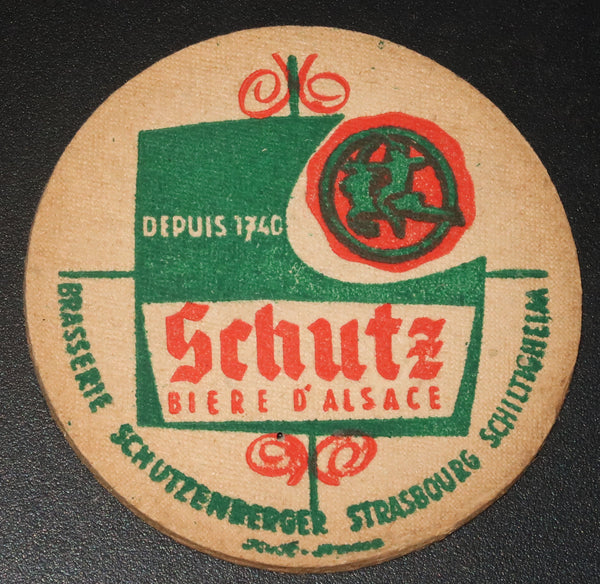 DEPUIS 1740
Schutz
BIERE D'ALSACE
BRASSERIE SCHUTZENBERGER STRASBOURG SCHILTIGHEIM